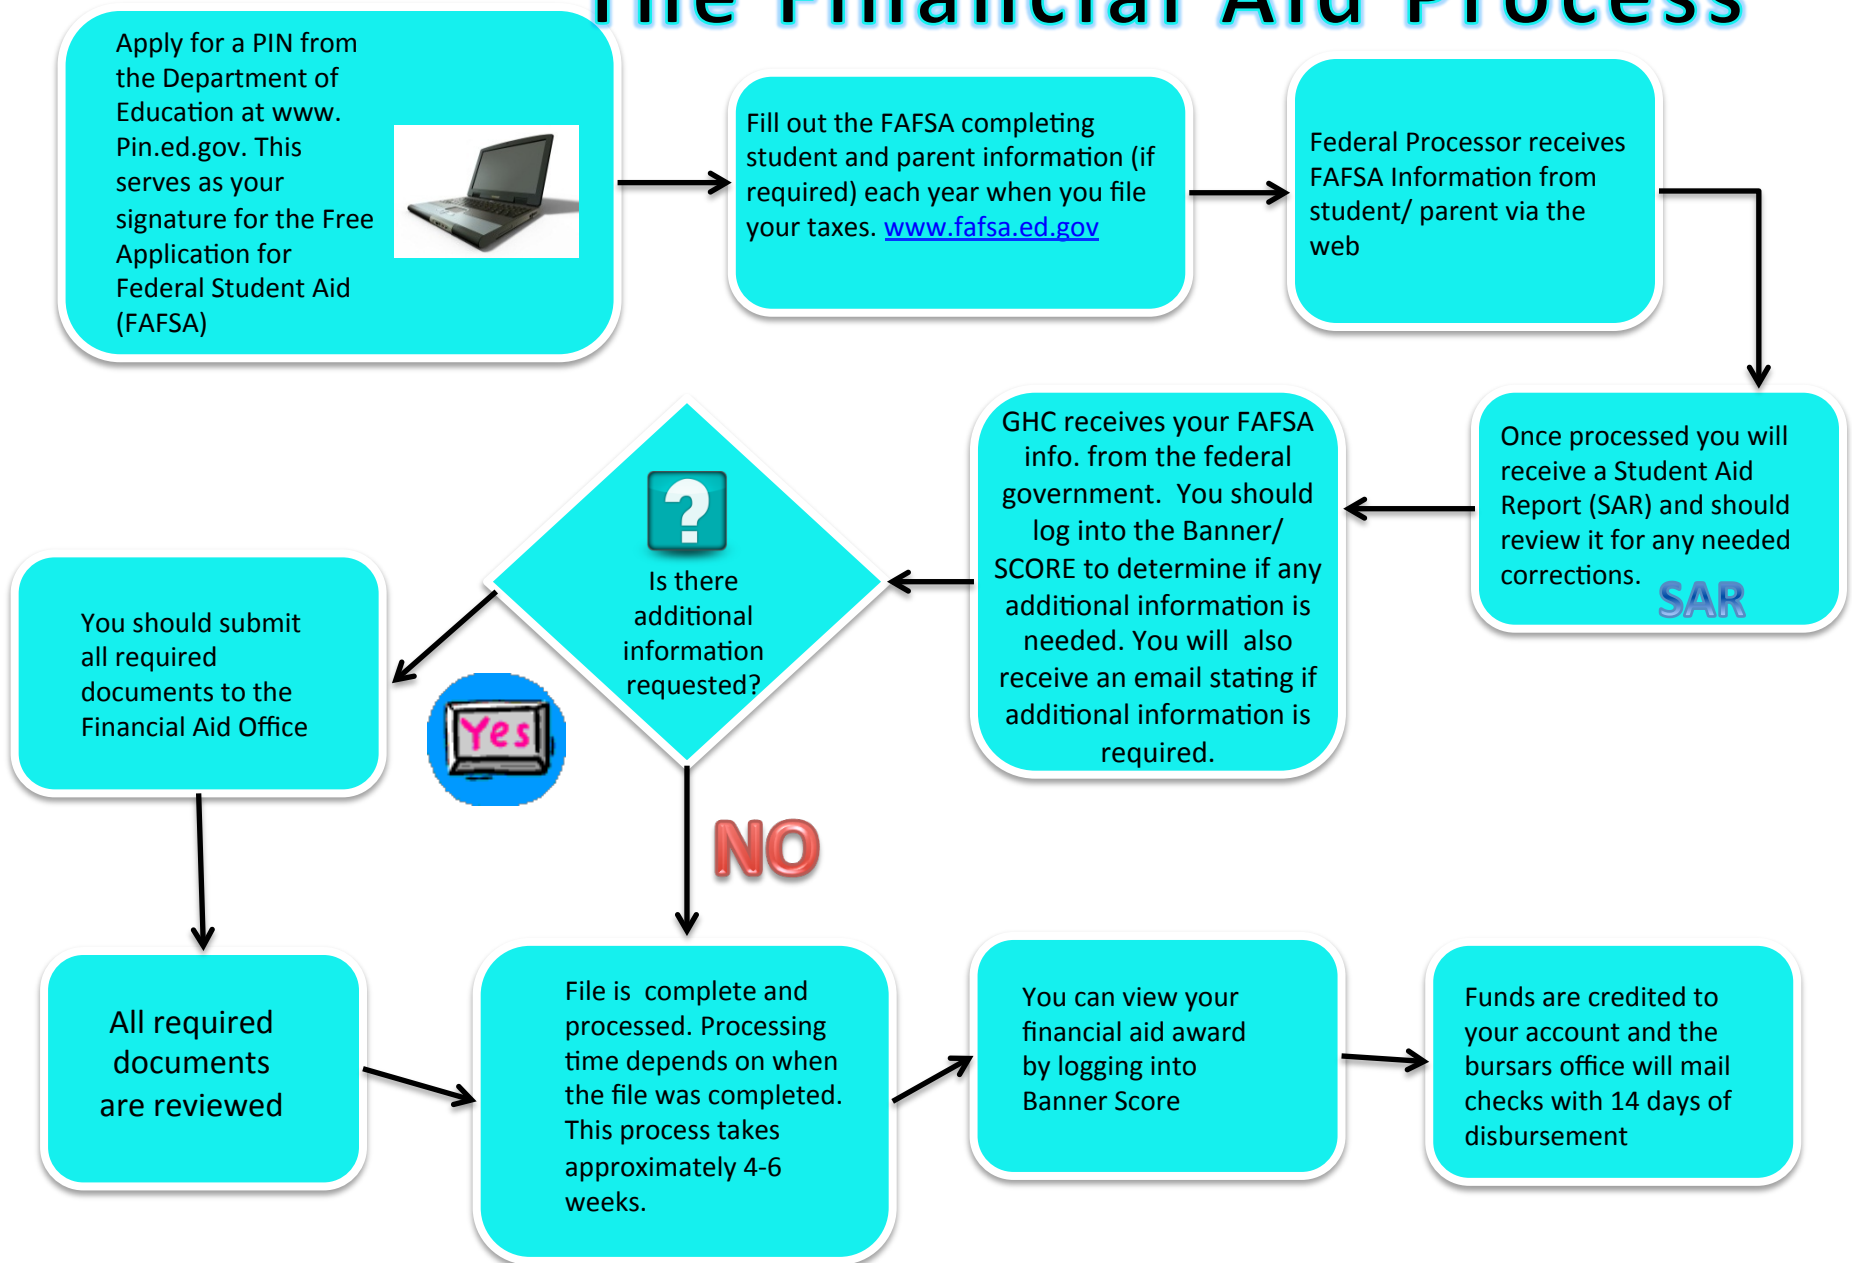 The Financial Aid Process
Apply for a PIN from
the Department of
Education at www.
Pin.ed.gov. This
serves as your
signature for the Free
Application for
Federal Student Aid
(FAFSA)
Fill out the FAFSA completing
student and parent information (if
required) each year when you file
your taxes. www.fafsa.ed.gov
Federal Processor receives
FAFSA Information from
student/ parent via the
web
Once processed you will
receive a Student Aid
Report (SAR) and should
review it for any needed
corrections.
SAR
GHC receives your FAFSA
info. from the federal
government.  You should
log into the Banner/
SCORE to determine if any
additional information is
needed. You will  also
receive an email stating if
additional information is
required.
?
Is there
additional
information
requested?
Yes
NO
You should submit
all required
documents to the
Financial Aid Office
All required
documents
are reviewed
File is  complete and
processed. Processing
time depends on when
the file was completed.
This process takes
approximately 4-6
weeks.
You can view your
financial aid award
by logging into
Banner Score
Funds are credited to
your account and the
bursars office will mail
checks with 14 days of
disbursement